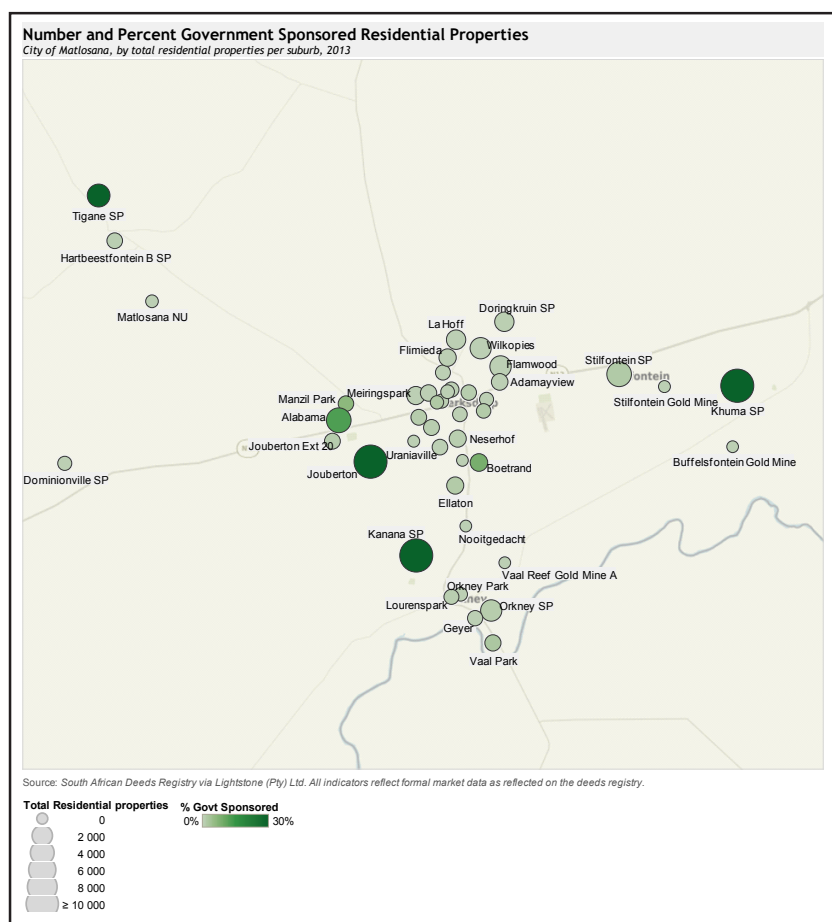 Number and Percent Government Sponsored Residential Properties
City of Matlosana, by total residential properties per suburb, 2013
Tigane SP
Hartbeestfontein B SP
Matlosana NU
Doringkruin SP
La Hoff
Wilkopies
Flimieda
Flamwood
Stilfontein SP
Adamayview
Meiringspark
Manzil Park
Stilfontein Gold Mine
Khuma SP
Alabama
Jouberton Ext 20
Neserhof
Uraniaville
Buffelsfontein Gold Mine
Boetrand
Jouberton
Dominionville SP
Ellaton
Kanana SP
Nooitgedacht
Vaal Reef Gold Mine A
Orkney Park
Lourenspark
Orkney SP
Geyer
Vaal Park
Source: South African Deeds Registry via Lightstone (Pty) Ltd. All indicators reflect formal market data as reflected on the deeds registry.
Total Residential properties
0
2 000
4 000
6 000
8 000
≥ 10 000
% Govt Sponsored
0% 30%